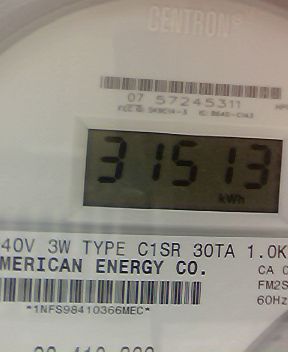 CENTRON®
07 57245311
31513
kWh
40V 3W TYPE C1SR 30TA 1.0K
MERICAN ENERGY CO.
CA 0
FM2S
60Hz
*1NFS98410366MEC*